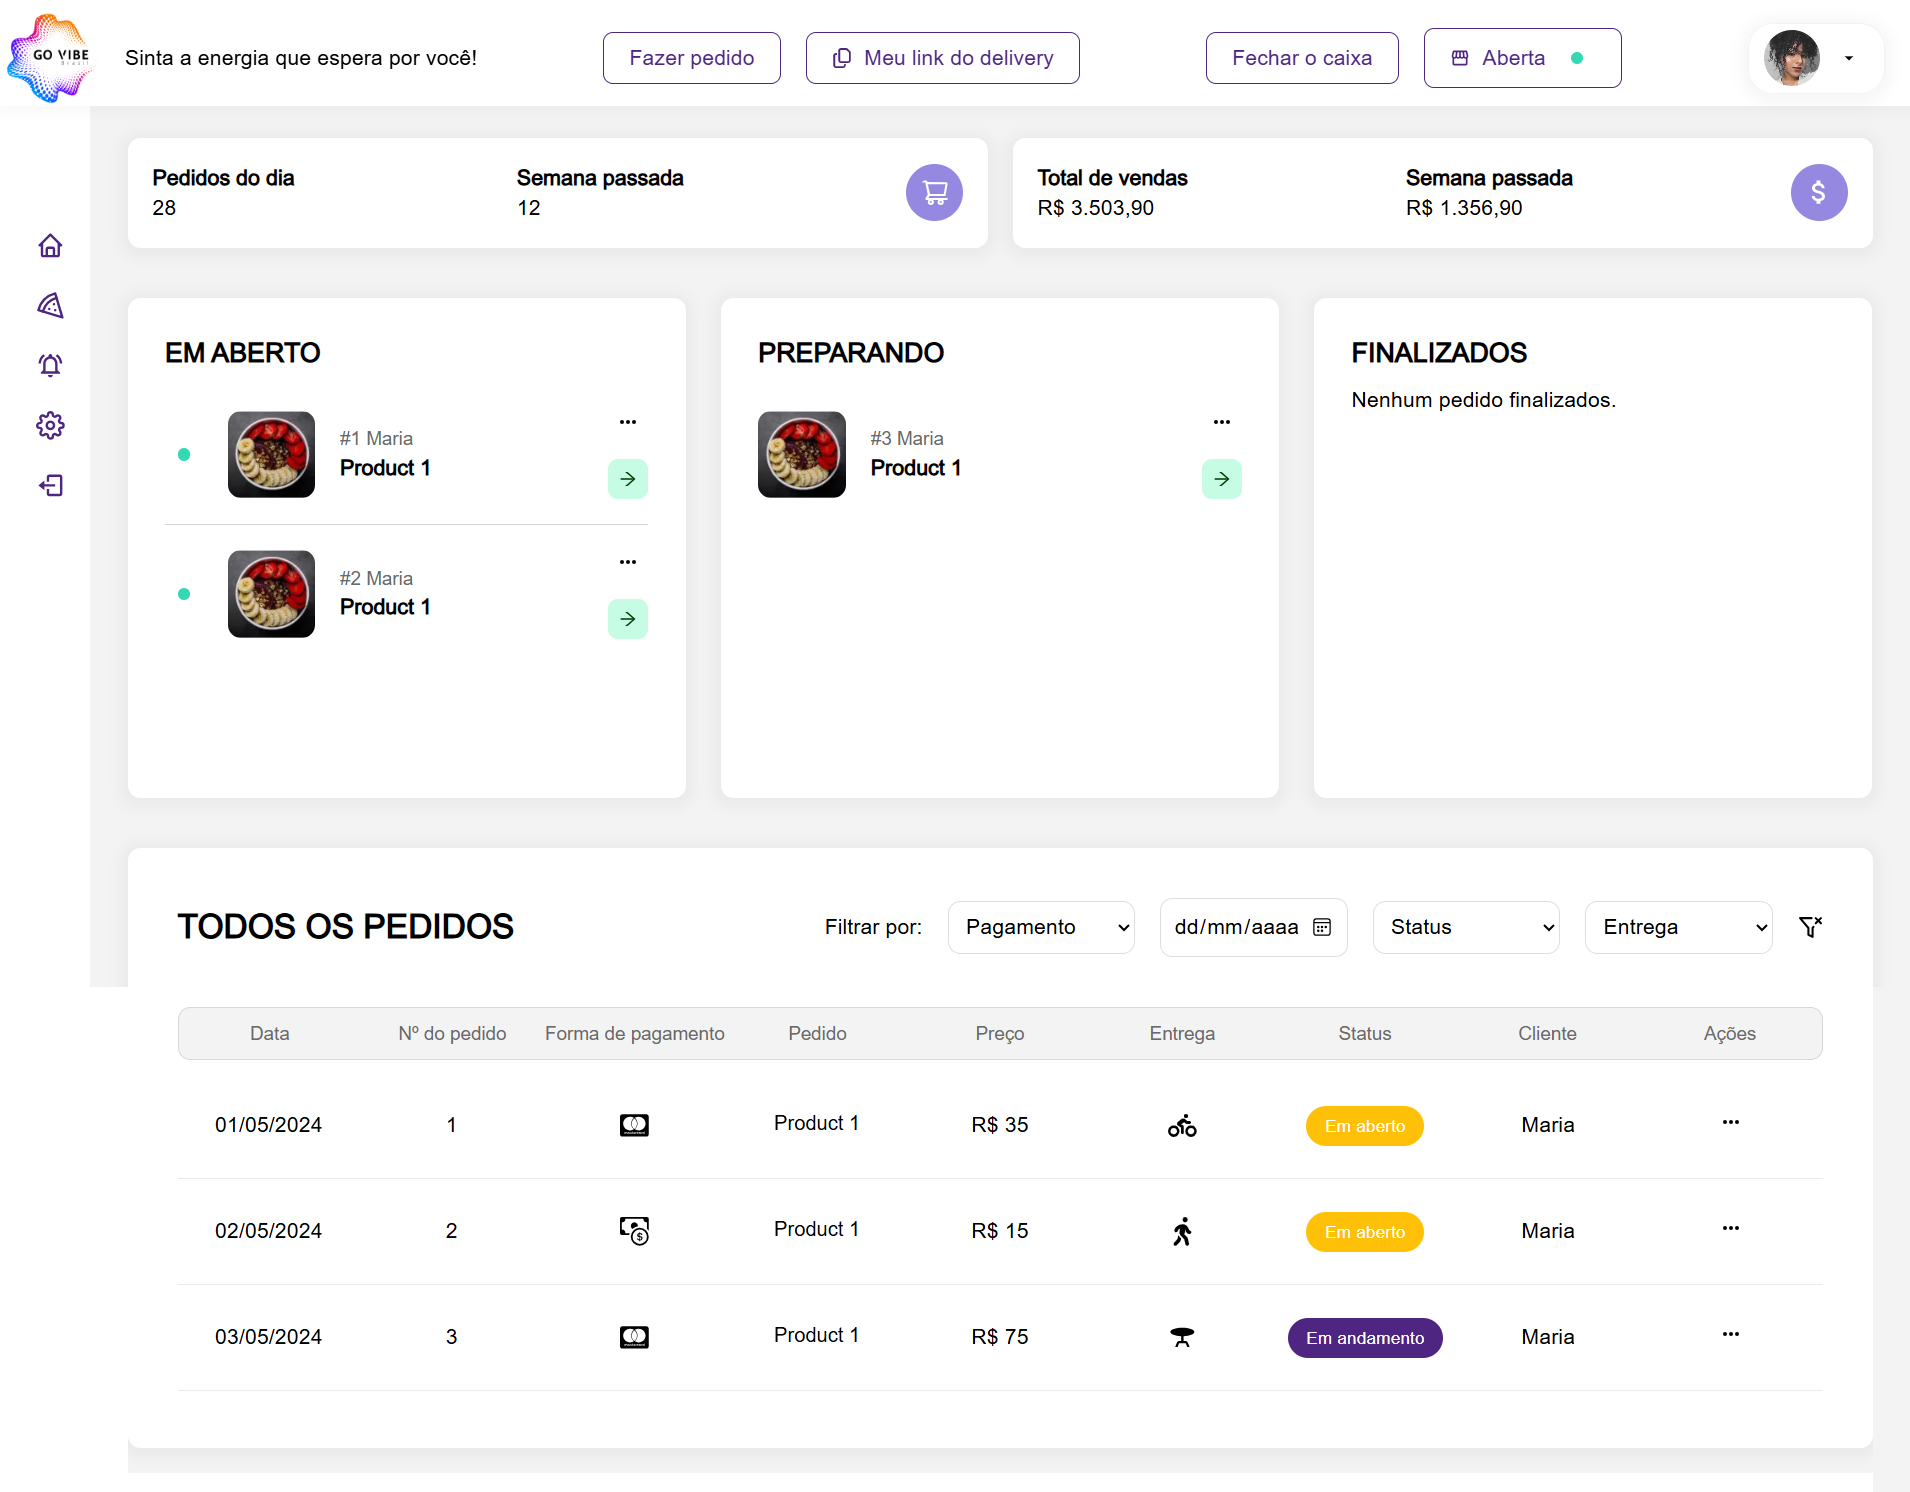 GO VIBE
Sinta a energia que espera por você!
Fazer pedido
Meu link do delivery
Fechar o caixa
Aberta
Pedidos do dia
28
Semana passada
12
Total de vendas
R$ 3.503,90
Semana passada
R$ 1.356,90
$
EM ABERTO
#1 Maria
Product 1
#2 Maria
Product 1
PREPARANDO
#3 Maria
Product 1
FINALIZADOS
Nenhum pedido finalizados.
TODOS OS PEDIDOS
Filtrar por:
Pagamento
dd/mm/aaaa
Status
Entrega
Data Nº do pedido Forma de pagamento Pedido Preço Entrega Status Cliente Ações
01/05/2024 1 Product 1 R$ 35 Em aberto Maria
02/05/2024 2 Product 1 R$ 15 Em aberto Maria
03/05/2024 3 Product 1 R$ 75 Em andamento Maria